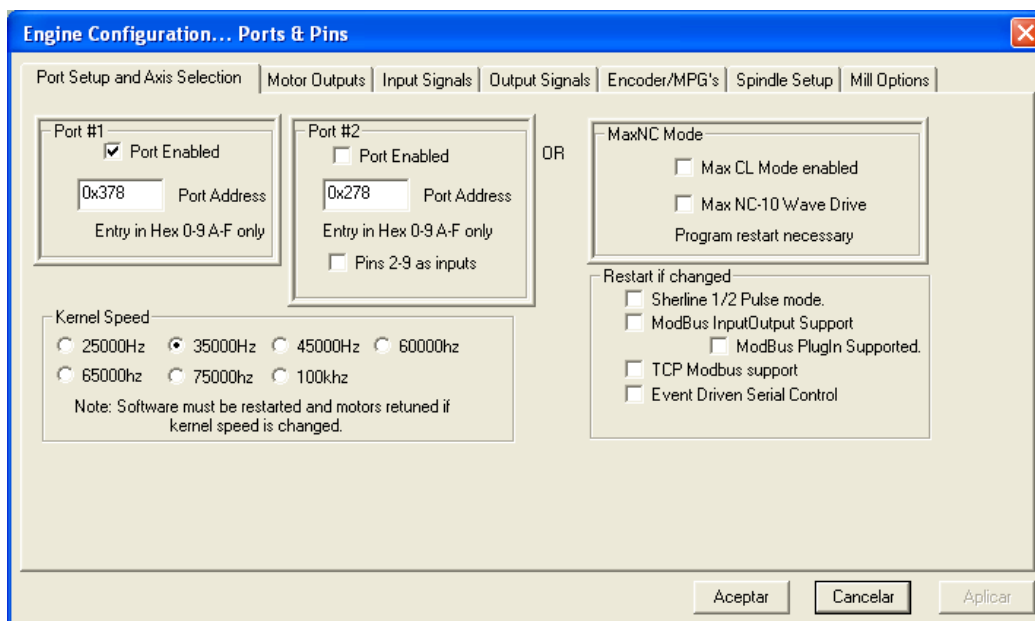 Engine Configuration... Ports & Pins
Port Setup and Axis Selection
Motor Outputs
Input Signals
Output Signals
Encoder/MPG's
Spindle Setup
Mill Options
Port #1
Port Enabled
0x378
Port Address
Entry in Hex 0-9 A-F only
Port #2
Port Enabled
0x278
Port Address
Entry in Hex 0-9 A-F only
Pins 2-9 as inputs
OR
MaxNC Mode
Max CL Mode enabled
Max NC-10 Wave Drive
Program restart necessary
Restart if changed
Sherline 1/2 Pulse mode.
ModBus InputOutput Support
ModBus PlugIn Supported.
TCP Modbus support
Event Driven Serial Control
Kernel Speed
25000Hz
35000Hz
45000Hz
60000hz
65000hz
75000hz
100khz
Note: Software must be restarted and motors retuned if
kernel speed is changed.
Aceptar
Cancelar
Aplicar